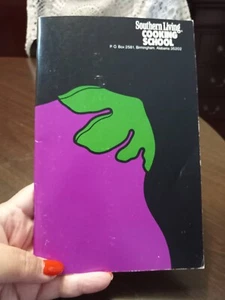 Southern Living
COOKING
SCHOOL
P.O. Box 2581, Birmingham, Alabama 35202